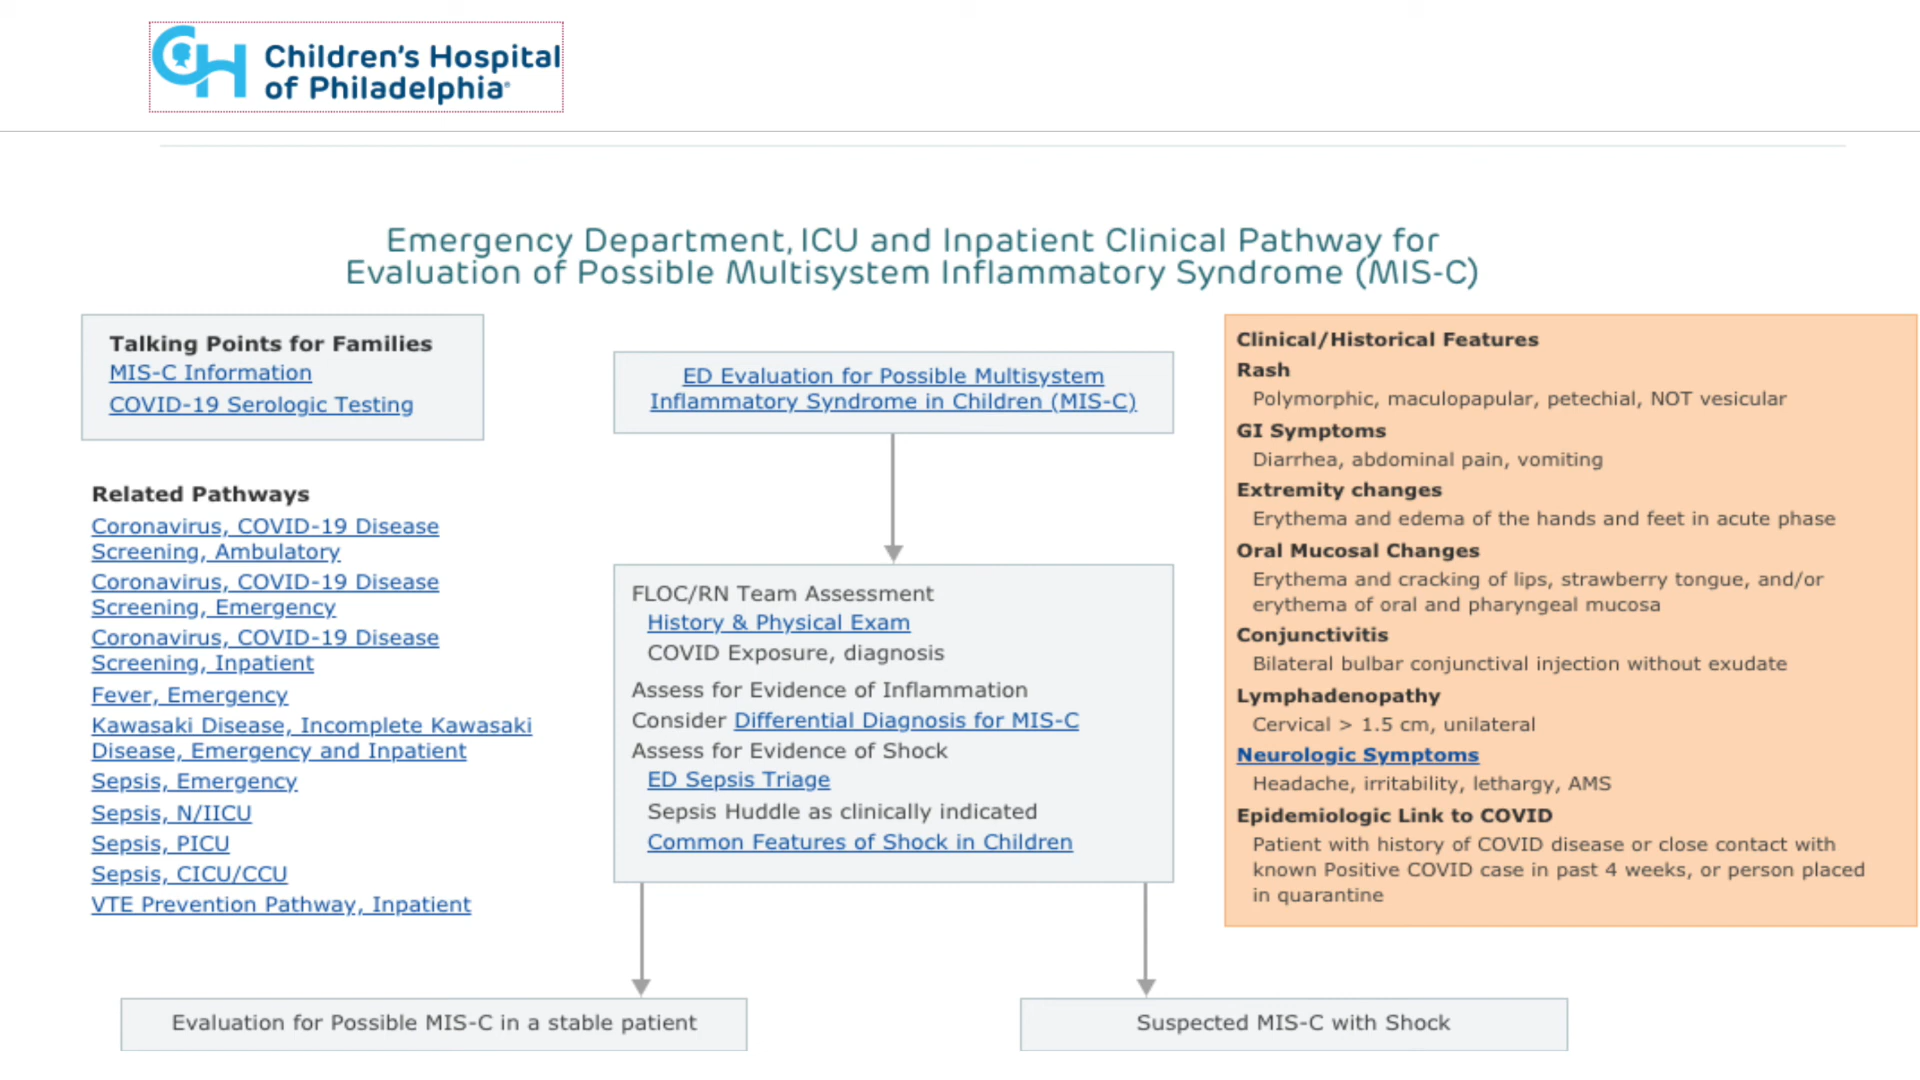 Children's Hospital
of Philadelphia®
Emergency Department, ICU and Inpatient Clinical Pathway for
Evaluation of Possible Multisystem Inflammatory Syndrome (MIS-C)
Talking Points for Families
MIS-C Information
COVID-19 Serologic Testing
Related Pathways
Coronavirus, COVID-19 Disease
Screening, Ambulatory
Coronavirus, COVID-19 Disease
Screening, Emergency
Coronavirus, COVID-19 Disease
Screening, Inpatient
Fever, Emergency
Kawasaki Disease, Incomplete Kawasaki
Disease, Emergency and Inpatient
Sepsis, Emergency
Sepsis, N/IICU
Sepsis, PICU
Sepsis, CICU/CCU
VTE Prevention Pathway, Inpatient
ED Evaluation for Possible Multisystem
Inflammatory Syndrome in Children (MIS-C)
FLOC/RN Team Assessment
History & Physical Exam
COVID Exposure, diagnosis
Assess for Evidence of Inflammation
Consider Differential Diagnosis for MIS-C
Assess for Evidence of Shock
ED Sepsis Triage
Sepsis Huddle as clinically indicated
Common Features of Shock in Children
Evaluation for Possible MIS-C in a stable patient
Suspected MIS-C with Shock
Clinical/Historical Features
Rash
Polymorphic, maculopapular, petechial, NOT vesicular
GI Symptoms
Diarrhea, abdominal pain, vomiting
Extremity changes
Erythema and edema of the hands and feet in acute phase
Oral Mucosal Changes
Erythema and cracking of lips, strawberry tongue, and/or
erythema of oral and pharyngeal mucosa
Conjunctivitis
Bilateral bulbar conjunctival injection without exudate
Lymphadenopathy
Cervical > 1.5 cm, unilateral
Neurologic Symptoms
Headache, irritability, lethargy, AMS
Epidemiologic Link to COVID
Patient with history of COVID disease or close contact with
known Positive COVID case in past 4 weeks, or person placed
in quarantine